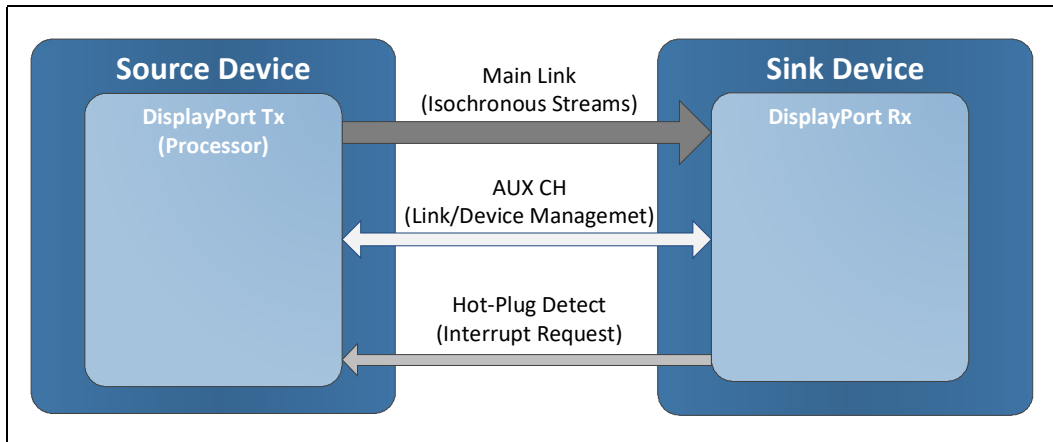 Source Device
DisplayPort Tx
(Processor)
Main Link
(Isochronous Streams)
AUX CH
(Link/Device Managemet)
Hot-Plug Detect
(Interrupt Request)
Sink Device
DisplayPort Rx